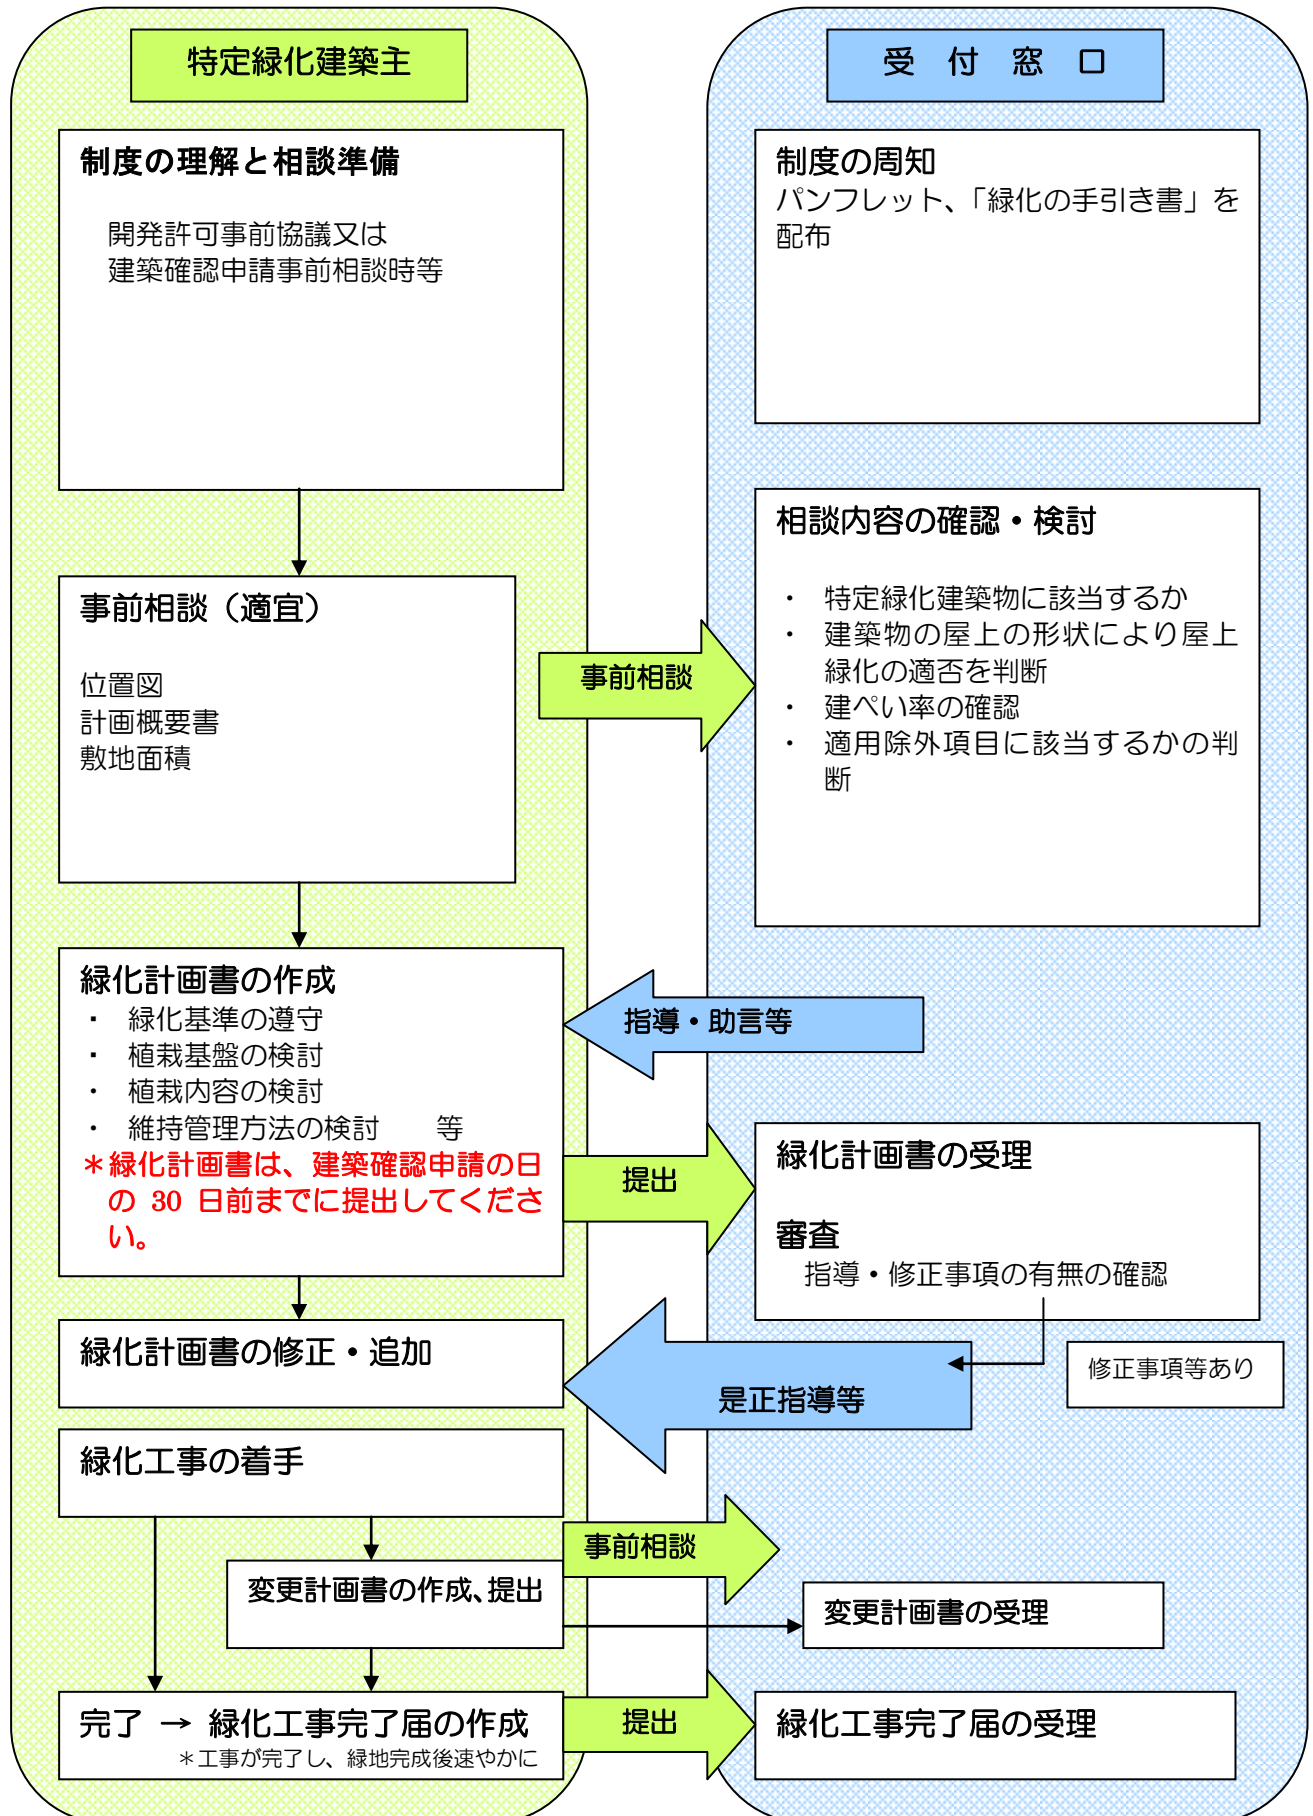 特定緑化建築主
受 付 窓 口
制度の理解と相談準備
開発許可事前協議又は
建築確認申請事前相談時等
制度の周知
パンフレット、「緑化の手引き書」を
配布
相談内容の確認・検討
・ 特定緑化建築物に該当するか
・ 建築物の屋上の形状により屋上
緑化の適否を判断
・ 建ぺい率の確認
・ 適用除外項目に該当するかの判
断
事前相談（適宜）
位置図
計画概要書
敷地面積
事前相談
緑化計画書の作成
・ 緑化基準の遵守
・ 植栽基盤の検討
・ 植栽内容の検討
・ 維持管理方法の検討 等
＊緑化計画書は、建築確認申請の日
の 30 日前までに提出してくださ
い。
指導・助言等
提出
緑化計画書の受理
審査
指導・修正事項の有無の確認
緑化計画書の修正・追加
是正指導等
修正事項等あり
緑化工事の着手
事前相談
変更計画書の作成、提出
変更計画書の受理
完了 → 緑化工事完了届の作成
＊工事が完了し、緑地完成後速やかに
提出
緑化工事完了届の受理